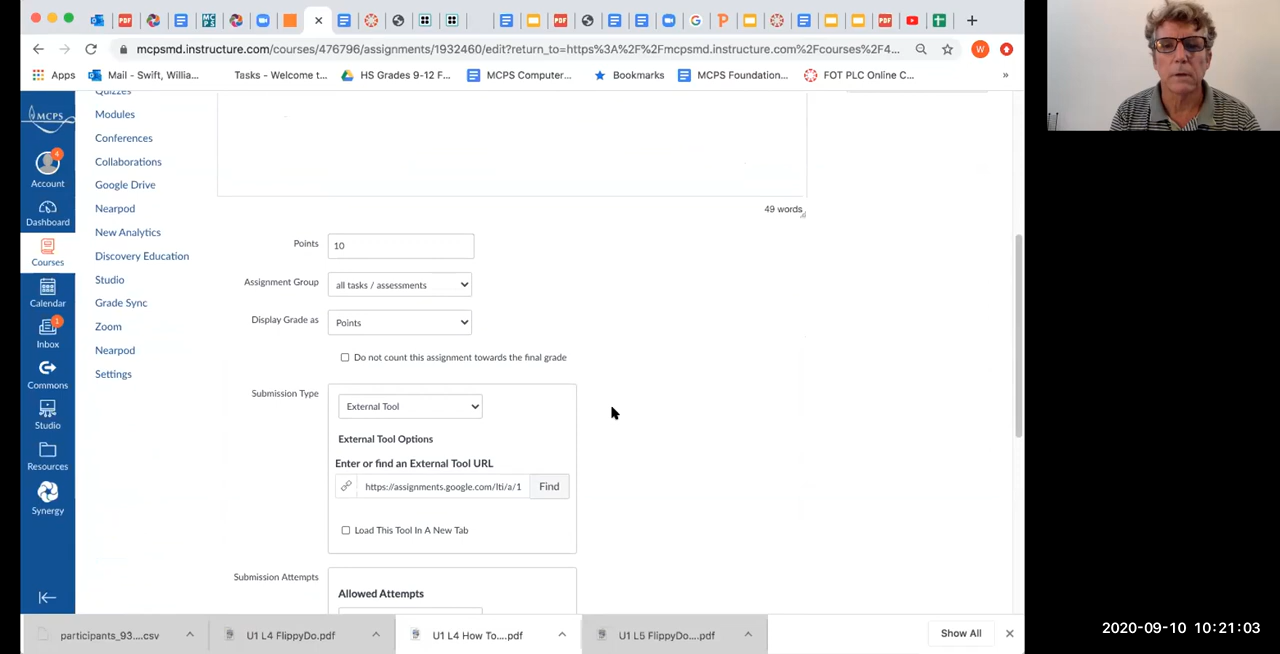 mcpsmd.instructure.com/courses/476796/assignments/1932460/edit?return_to=https%3A%2F%2Fmcpsmd.instructure.com%2Fcourses%2F4...
W
Apps
Mail - Swift, Willia...
Tasks - Welcome t...
HS Grades 9-12 F...
MCPS Computer...
Bookmarks
MCPS Foundation...
FOT PLC Online C...
»
MCPS
4
Account
Dashboard
Courses
Calendar
1
Inbox
Commons
Studio
Resources
Synergy
Quizzes
Modules
Conferences
Collaborations
Google Drive
Nearpod
New Analytics
Discovery Education
Studio
Grade Sync
Zoom
Nearpod
Settings
49 words
Points
10
Assignment Group
all tasks / assessments
Display Grade as
Points
Do not count this assignment towards the final grade
Submission Type
External Tool
External Tool Options
Enter or find an External Tool URL
https://assignments.google.com/lti/a/1
Find
Load This Tool In A New Tab
Submission Attempts
Allowed Attempts
participants_93....csv
U1 L4 FlippyDo.pdf
U1 L4 How To....pdf
U1 L5 FlippyDo....pdf
Show All
2020-09-10 10:21:03